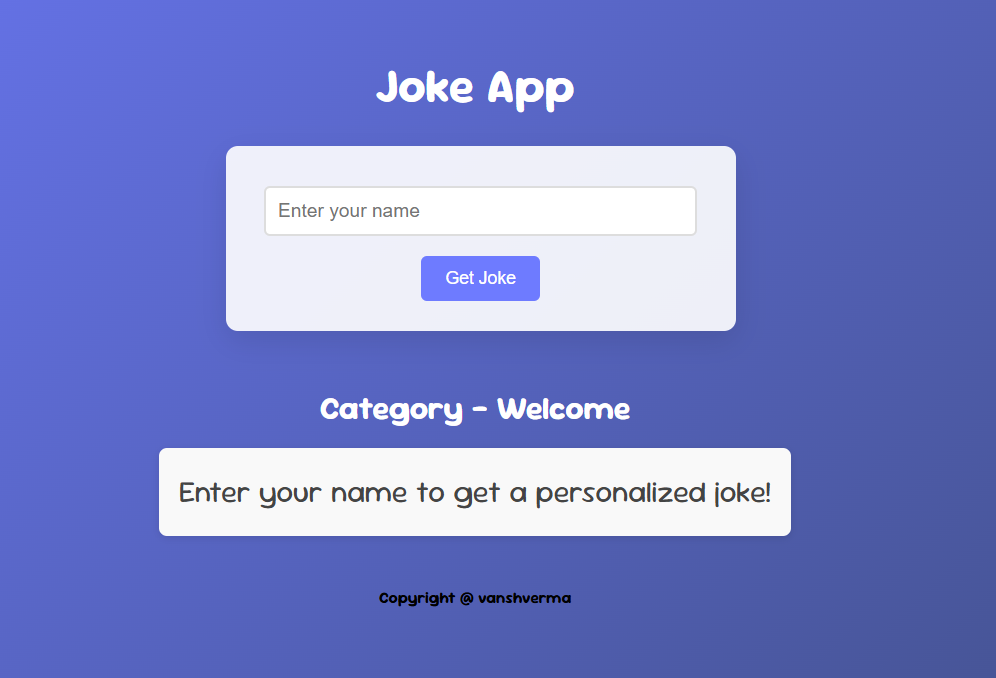 Joke App
Enter your name
Get Joke
Category - Welcome
Enter your name to get a personalized joke!
Copyright @ vanshverma